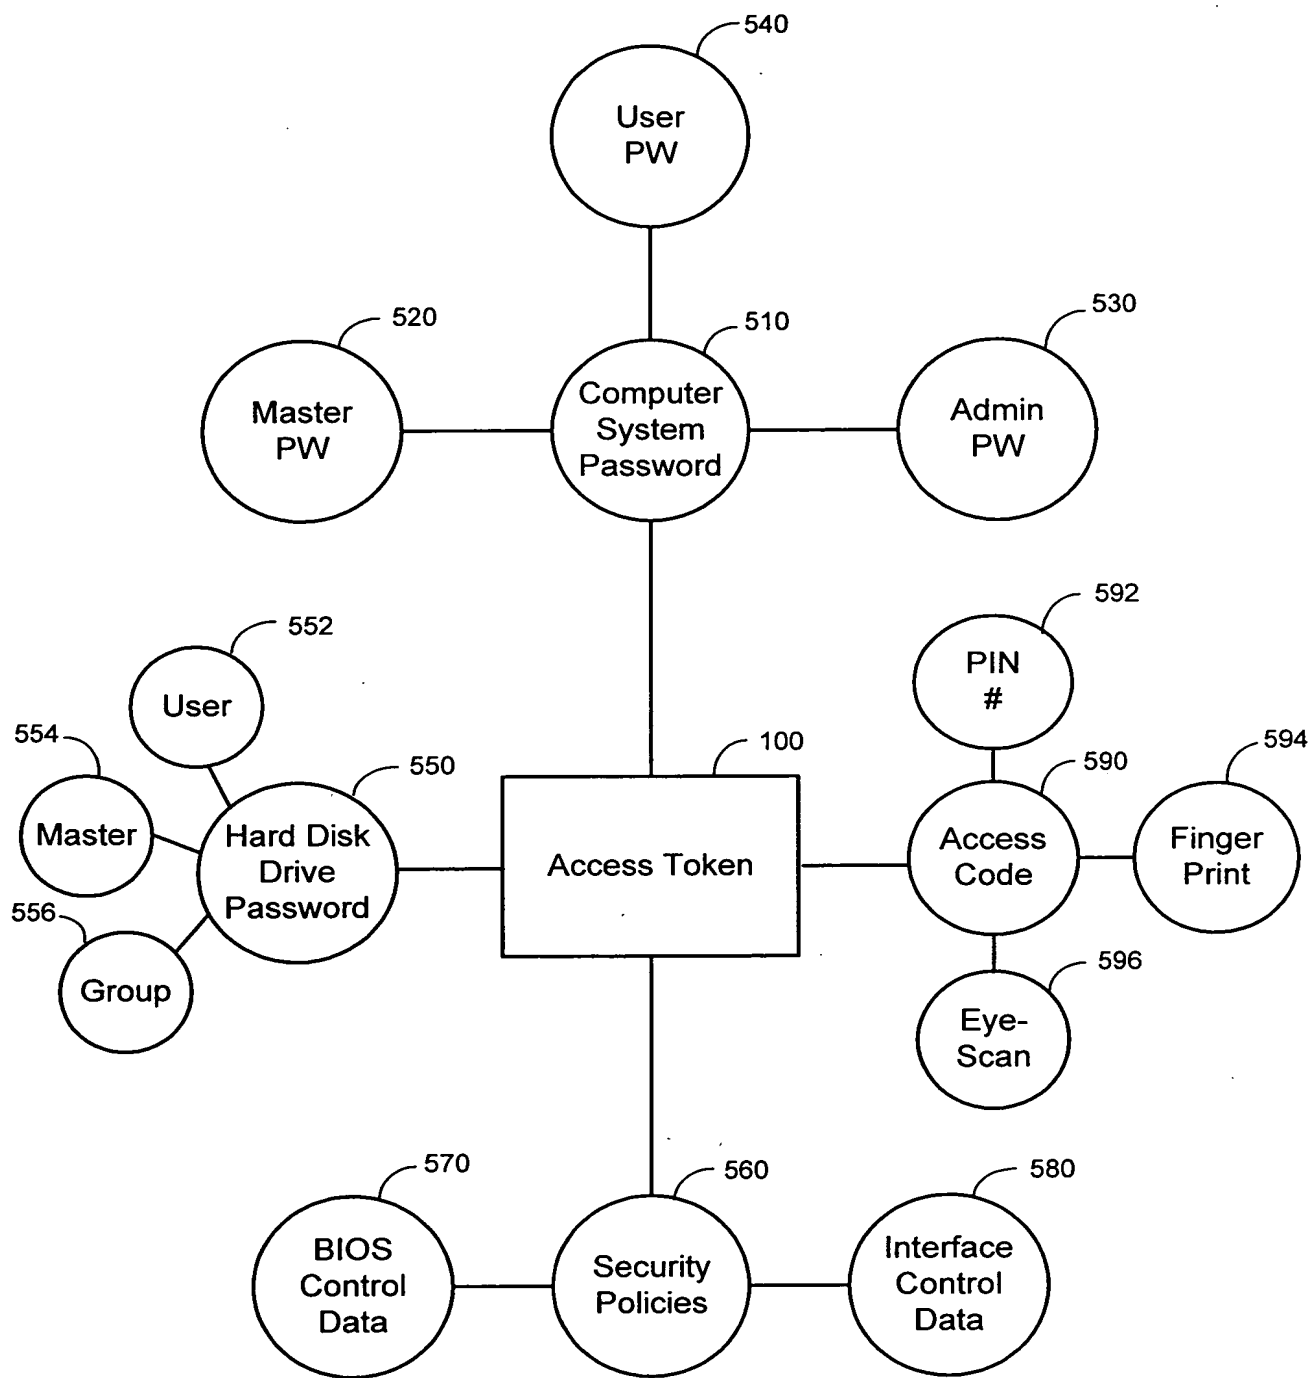 540
User
PW
520
510
530
Master
PW
Computer
System
Password
Admin
PW
592
PIN
#
552
User
554
Master
550
Hard Disk
Drive
Password
556
Group
100
Access Token
590
Access
Code
594
Finger
Print
596
Eye-
Scan
570
BIOS
Control
Data
560
Security
Policies
580
Interface
Control
Data